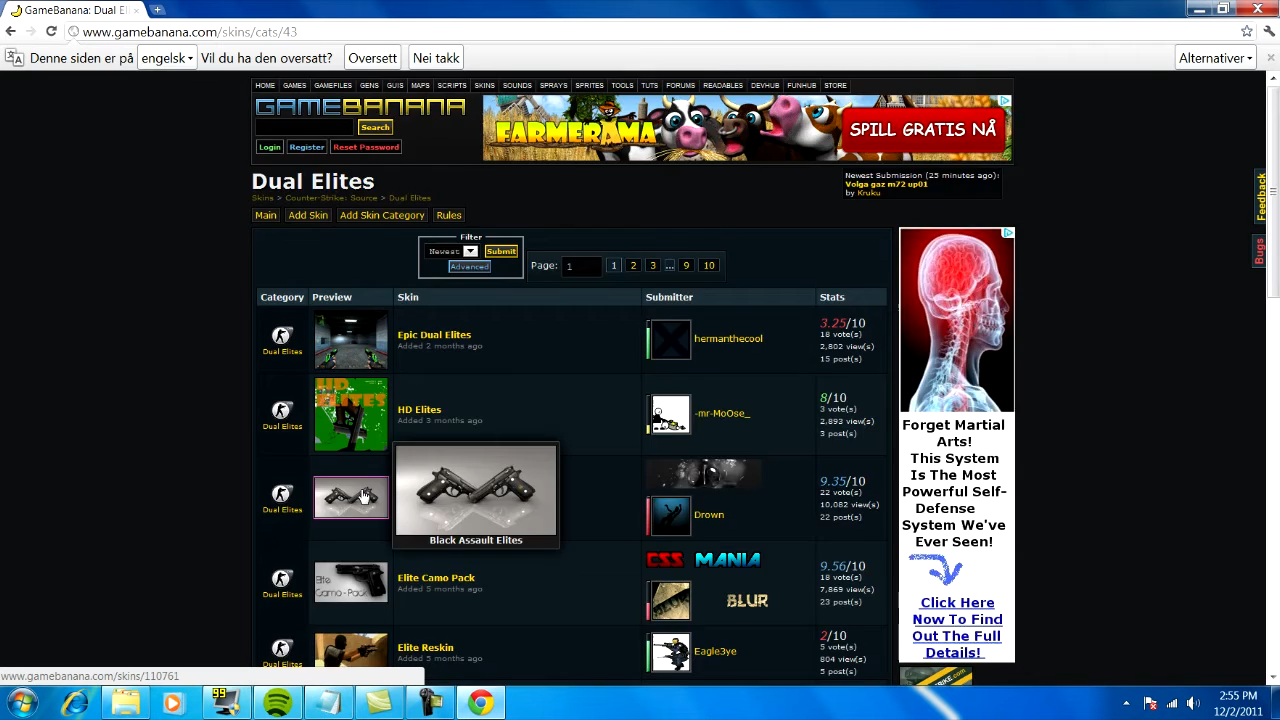 GameBanana: Dual El
www.gamebanana.com/skins/cats/43
Denne siden er på engelsk Vil du ha den oversatt? Oversett Nei takk Alternativer
HOME GAMES GAMEFILES GENS GUIS MAPS SCRIPTS SKINS SOUNDS SPRAYS SPRITES TOOLS TUTS FORUMS READABLES DEVHUB FUNHUB STORE
GAMEBANANA
Search
Login Register Reset Password
FARMERAMA SPILL GRATIS NÅ
Dual Elites
Skins > Counter-Strike: Source > Dual Elites
Newest Submission (25 minutes ago):
Volga gaz m72 up01
by Kruku
Main Add Skin Add Skin Category Rules
Feedback
Bugs
Filter
Newest Submit
Advanced
Page: 1 1 2 3 ... 9 10
Category Preview Skin Submitter Stats
Dual Elites
Epic Dual Elites
Added 2 months ago
hermanthecool
3.25/10
18 vote(s)
2,802 view(s)
15 post(s)
Dual Elites
HD
ELITES
HD Elites
Added 3 months ago
-mr-MoOse_
8/10
3 vote(s)
2,893 view(s)
3 post(s)
Dual Elites
Black Assault Elites
Drown
9.35/10
22 vote(s)
10,082 view(s)
22 post(s)
Dual Elites
Elite
Camo-Pack
Elite Camo Pack
Added 5 months ago
CSS MANIA
BLUR
9.56/10
18 vote(s)
7,869 view(s)
23 post(s)
Dual Elites
Elite Reskin
Added 5 months ago
Eagle3ye
2/10
5 vote(s)
804 view(s)
5 post(s)
Forget Martial
Arts!
This System
Is The Most
Powerful Self-
Defense
System We've
Ever Seen!
Click Here
Now To Find
Out The Full
Details!
www.gamebanana.com/skins/110761
99
2:55 PM
12/2/2011